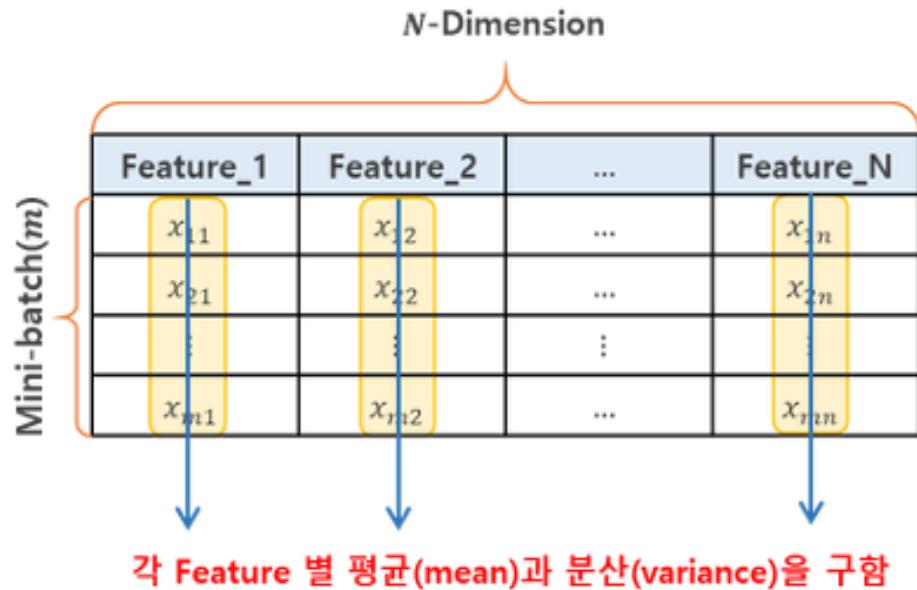 N-Dimension
Feature_1 Feature_2 ... Feature_N
Mini-batch(m)
x₁₁ x₁₂ ... x₁ₙ
x₂₁ x₂₂ ... x₂ₙ
⋮ ⋮ ⋮ ⋮
xₘ₁ xₘ₂ ... xₘₙ
각 Feature 별 평균(mean)과 분산(variance)을 구함